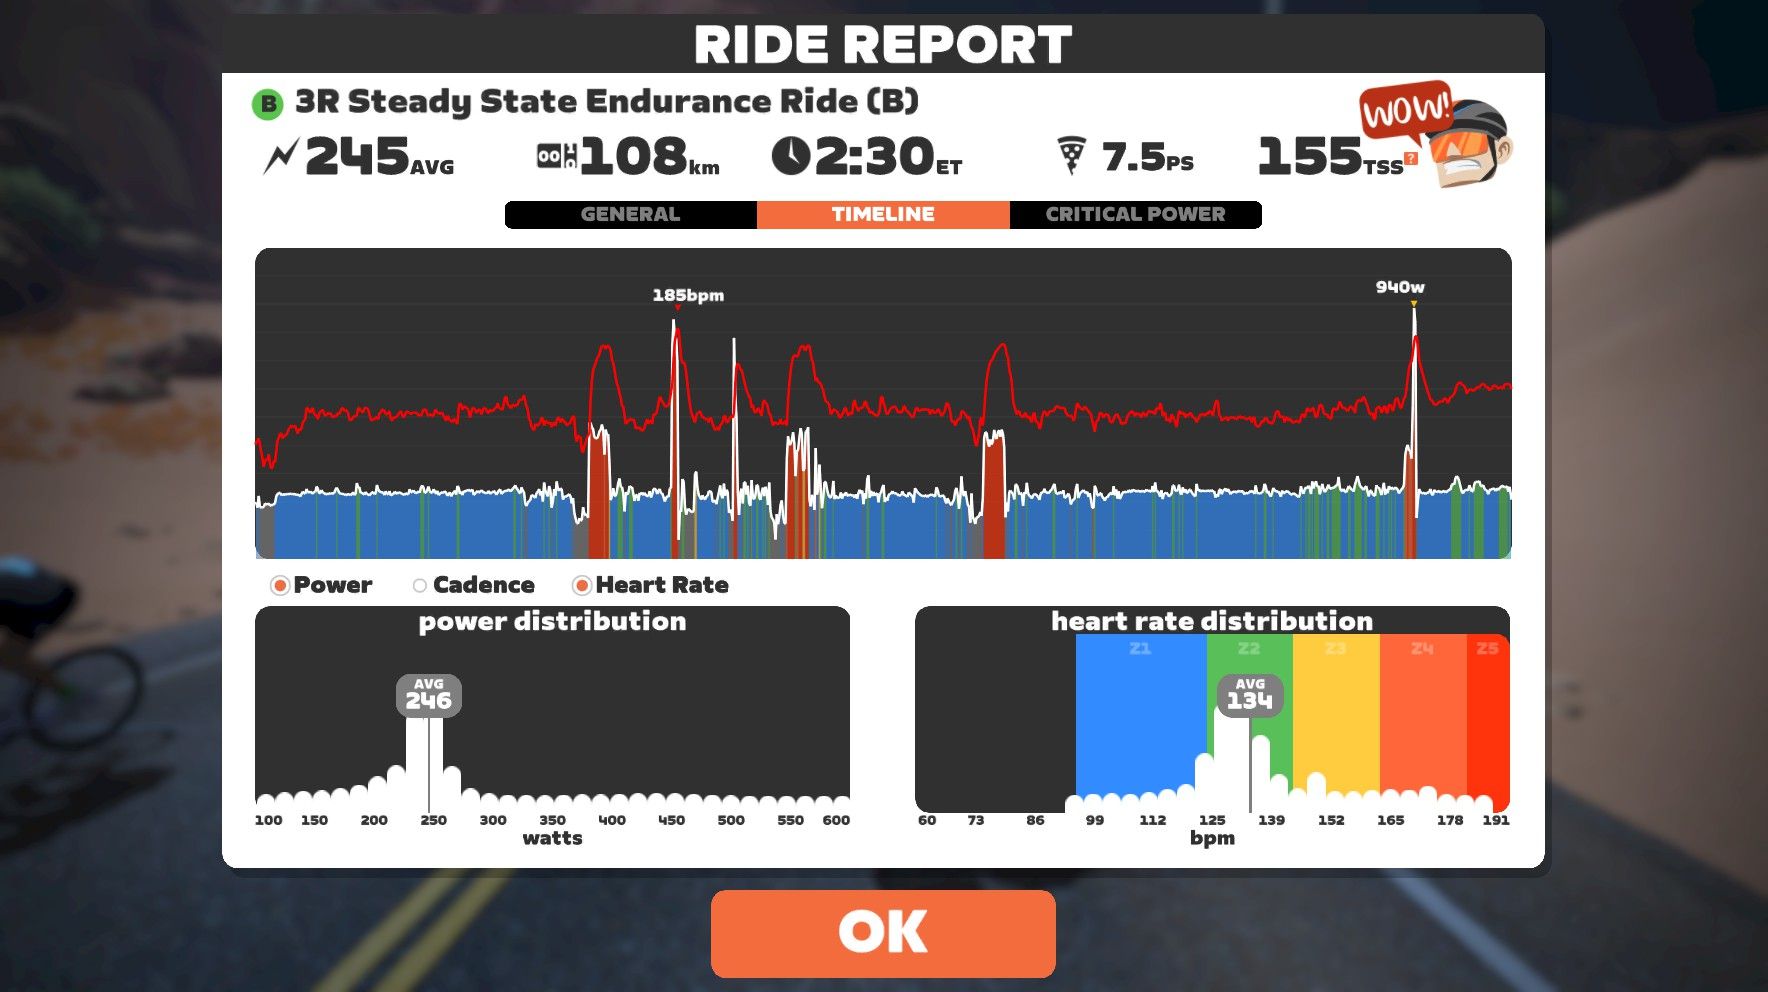 RIDE REPORT
B 3R Steady State Endurance Ride (B)
WOW!
245AVG 108km 2:30ET 7.5PS 155TSS ?
GENERAL TIMELINE CRITICAL POWER
185bpm
940w
Power Cadence Heart Rate
power distribution
AVG
246
100 150 200 250 300 350 400 450 500 550 600
watts
heart rate distribution
Z1 Z2 Z3 Z4 Z5
AVG
134
60 73 86 99 112 125 139 152 165 178 191
bpm
OK